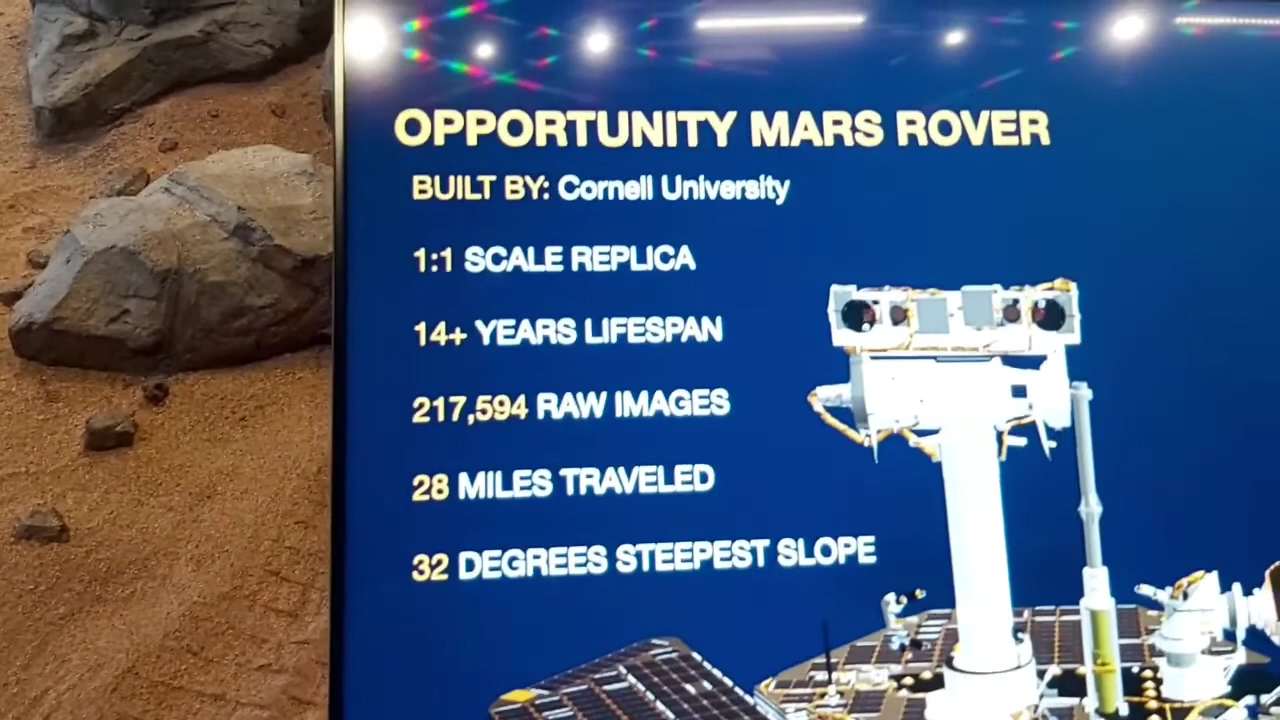 OPPORTUNITY MARS ROVER
BUILT BY: Cornell University
1:1 SCALE REPLICA
14+ YEARS LIFESPAN
217,594 RAW IMAGES
28 MILES TRAVELED
32 DEGREES STEEPEST SLOPE